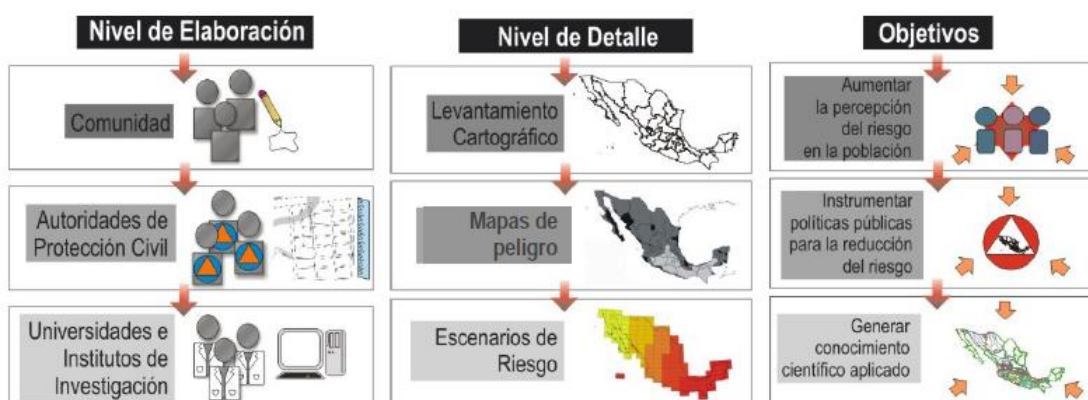 Nivel de Elaboración
Comunidad
Autoridades de
Protección Civil
Universidades e
Institutos de
Investigación
Nivel de Detalle
Levantamiento
Cartográfico
Mapas de
peligro
Escenarios de
Riesgo
Objetivos
Aumentar
la percepción
del riesgo
en la población
Instrumentar
políticas públicas
para la reducción
del riesgo
Generar
conocimiento
científico aplicado